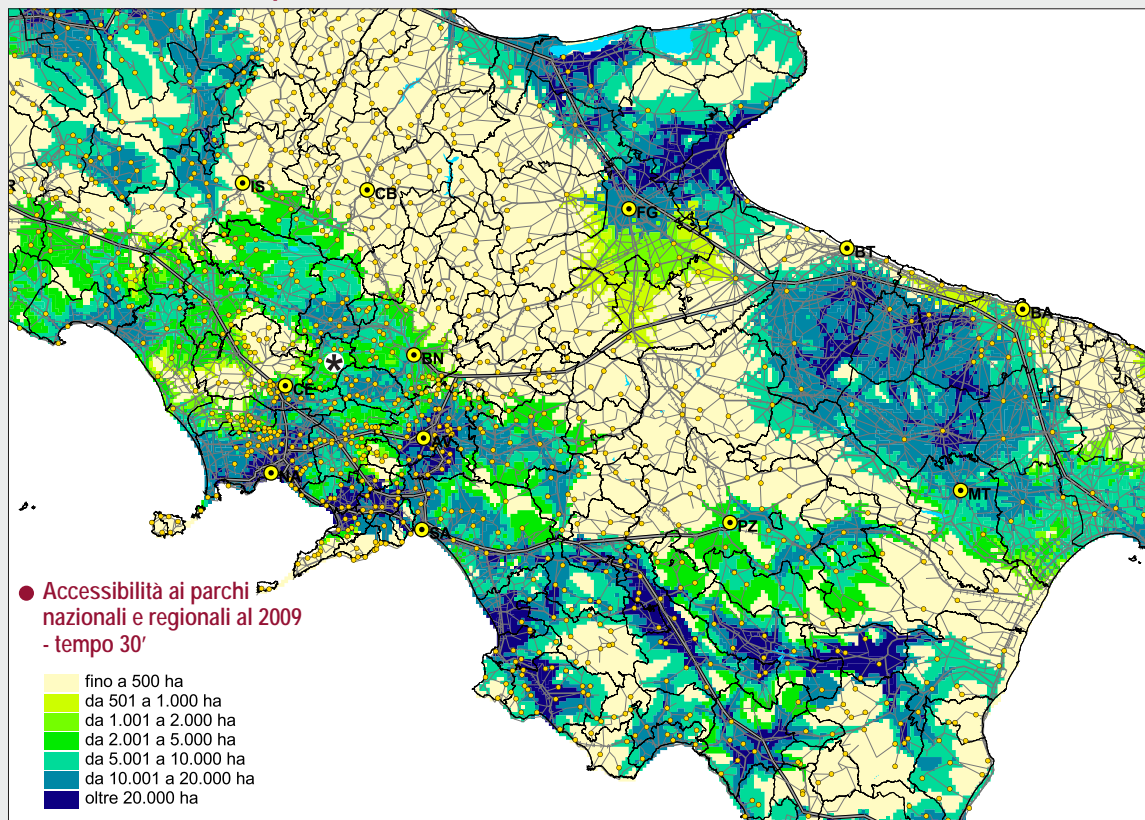 IS
CB
FG
BT
BA
BN
*
CE
AV
NA
MT
PZ
SA
● Accessibilità ai parchi
nazionali e regionali al 2009
- tempo 30'
fino a 500 ha
da 501 a 1.000 ha
da 1.001 a 2.000 ha
da 2.001 a 5.000 ha
da 5.001 a 10.000 ha
da 10.001 a 20.000 ha
oltre 20.000 ha